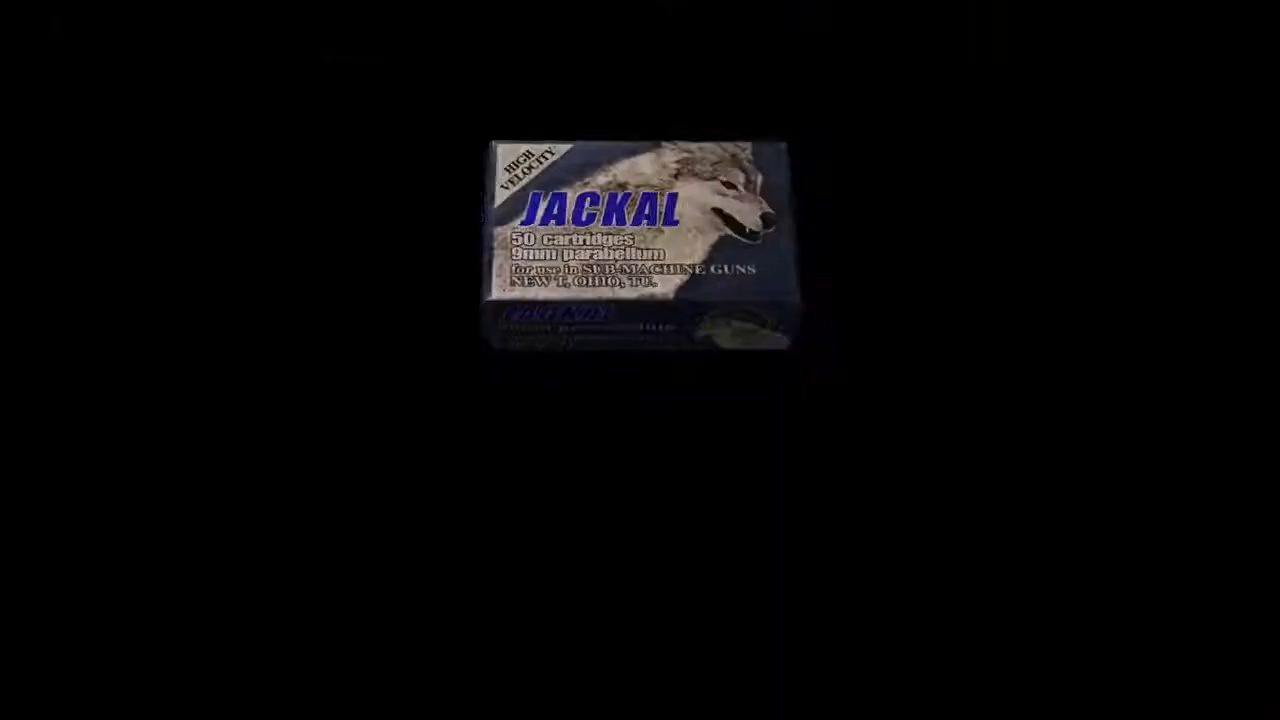 HIGH
VELOCITY
JACKAL
50 cartridges
9mm parabellum
for use in SUB-MACHINE GUNS
NEW T, OHIO, TU.